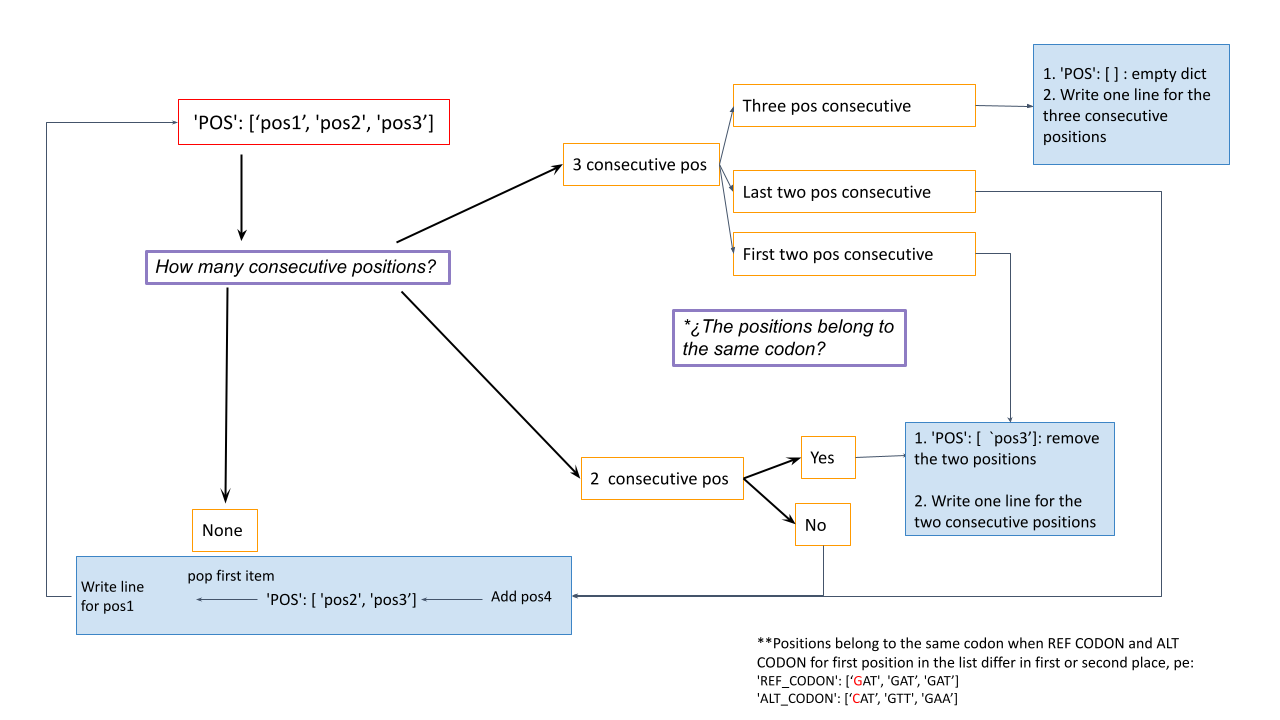 'POS': [‘pos1’, 'pos2', 'pos3’]
How many consecutive positions?
3 consecutive pos
Three pos consecutive
Last two pos consecutive
First two pos consecutive
1. 'POS': [ ] : empty dict
2. Write one line for the
three consecutive
positions
*¿The positions belong to
the same codon?
2 consecutive pos
Yes
No
1. 'POS': [ `pos3’]: remove
the two positions
2. Write one line for the
two consecutive positions
None
Write line
for pos1
pop first item
'POS': [ 'pos2', 'pos3’]
Add pos4
**Positions belong to the same codon when REF CODON and ALT
CODON for first position in the list differ in first or second place, pe:
'REF_CODON': [‘GAT', 'GAT’, 'GAT’]
'ALT_CODON': [‘CAT’, 'GTT', 'GAA’]